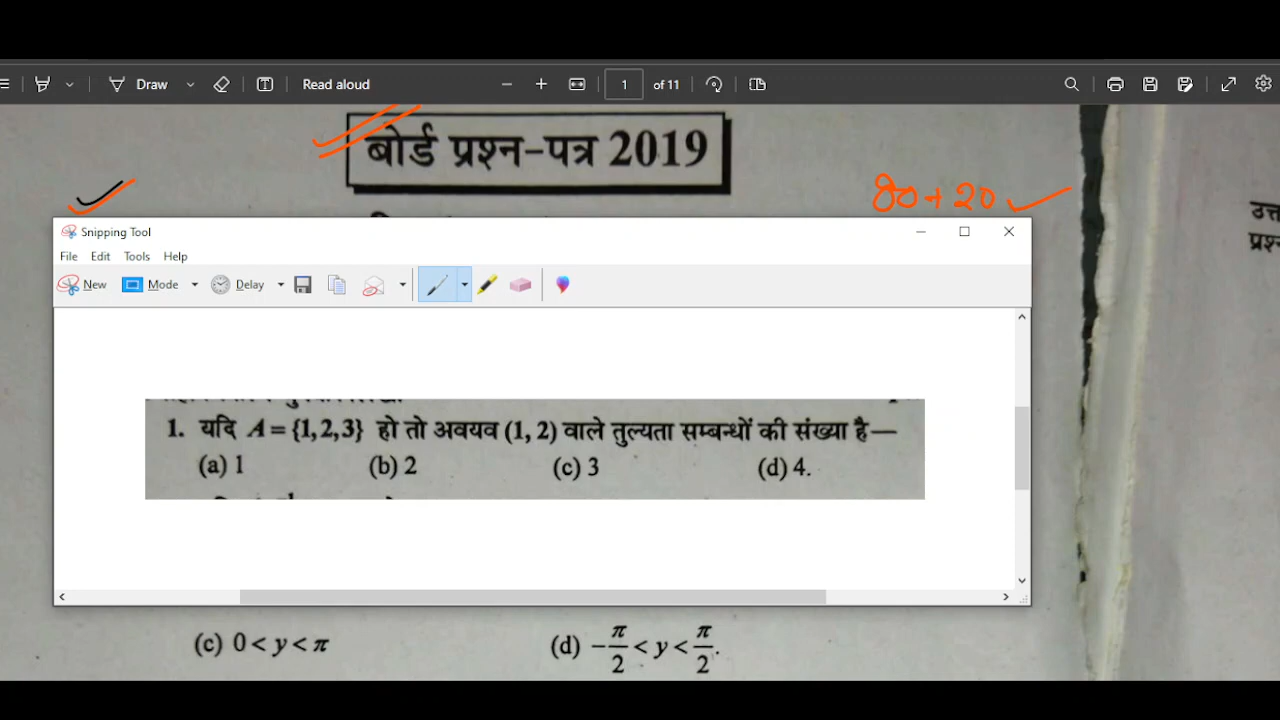 Draw
Read aloud
1 of 11
बोर्ड प्रश्न-पत्र 2019
80 + 20
उत्त
प्रश्न
Snipping Tool
File Edit Tools Help
New Mode Delay
1. यदि A = {1, 2, 3} हो तो अवयव (1, 2) वाले तुल्यता सम्बन्धों की संख्या है—
(a) 1 (b) 2 (c) 3 (d) 4.
(c) 0 < y < π (d) −π/2 < y < π/2.